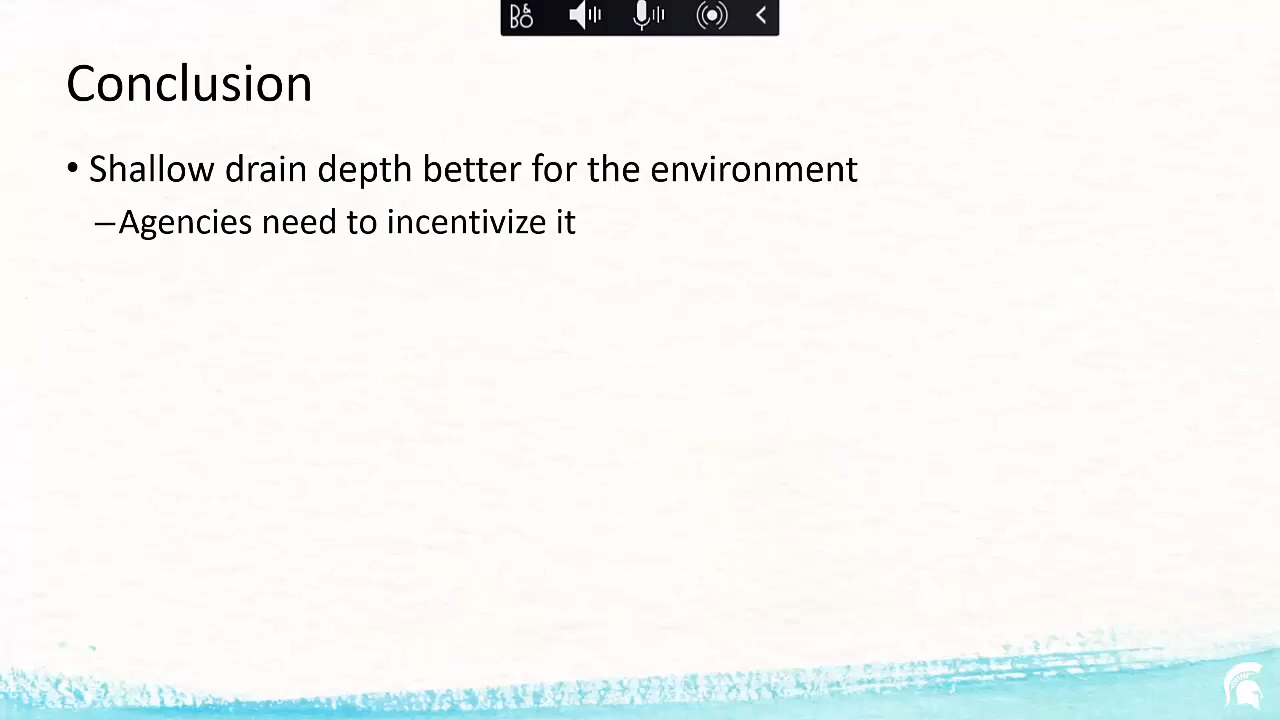 B&O
Conclusion
• Shallow drain depth better for the environment
–Agencies need to incentivize it